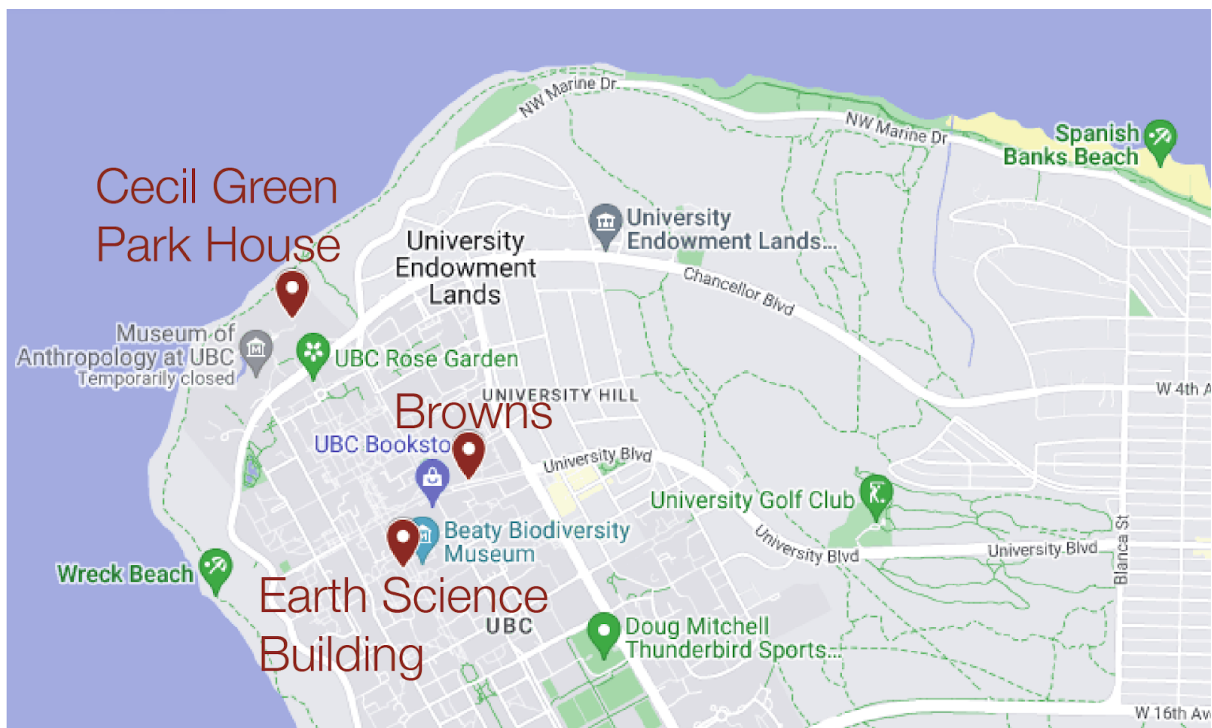 NW Marine Dr
NW Marine Dr
Spanish
Banks Beach
Cecil Green
Park House
University
Endowment Lands...
University
Endowment
Lands
Chancellor Blvd
Museum of
Anthropology at UBC
Temporarily closed
UBC Rose Garden
UNIVERSITY HILL
W 4th A
Browns
UBC Booksto
University Blvd
University Golf Club
Beaty Biodiversity
Museum
University Blvd
University Blvd
Blanca St
Wreck Beach
Earth Science
Building
UBC
Doug Mitchell
Thunderbird Sports...
W 16th Av